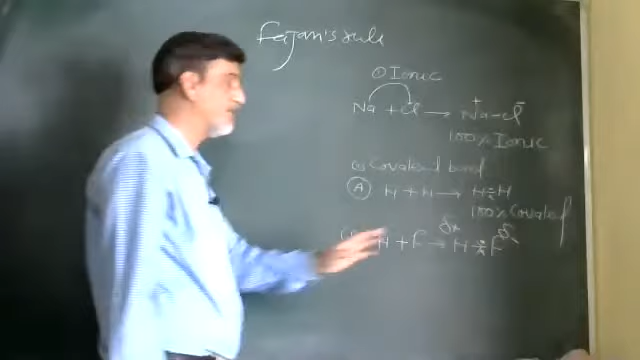 Fajan's rule
① Ionic
Na + Cl → Na⁺–Cl⁻
100% Ionic
Covalent bond
Ⓐ H + H → H ÷ H
100% Covalent
H + F → H F